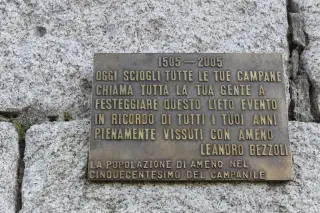 1505 — 2005
OGGI SCIOGLI TUTTE LE TUE CAMPANE
CHIAMA TUTTA LA TUA GENTE A
FESTEGGIARE QUESTO LIETO EVENTO
IN RICORDO DI TUTTI I TUOI ANNI
PIENAMENTE VISSUTI CON AMENO
LEANDRO BEZZOLI
LA POPOLAZIONE DI AMENO NEL
CINQUECENTESIMO DEL CAMPANILE